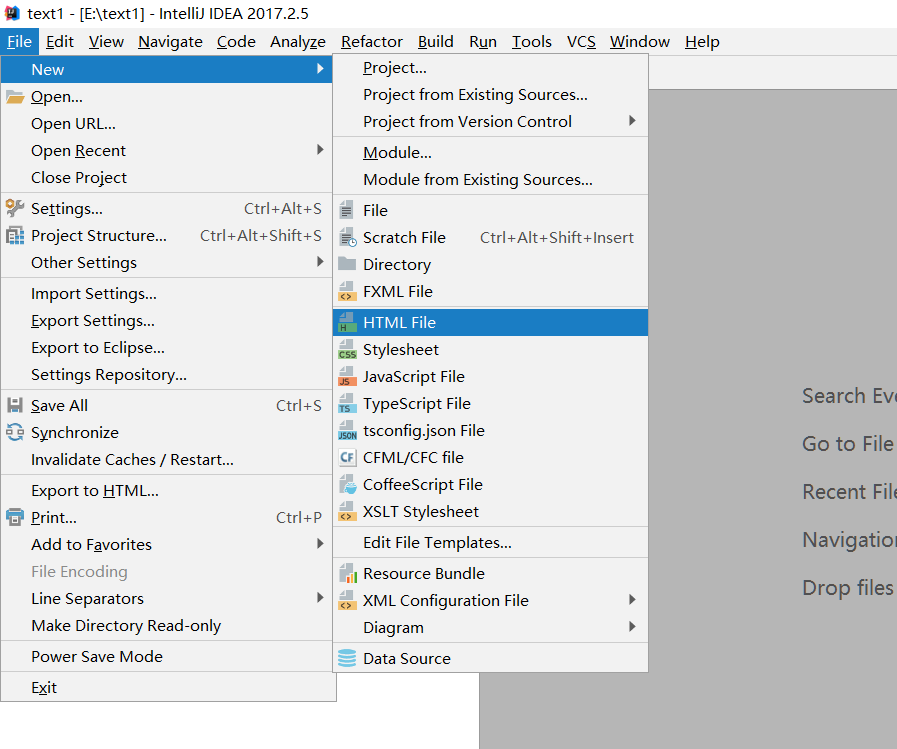 text1 - [E:\text1] - IntelliJ IDEA 2017.2.5
File Edit View Navigate Code Analyze Refactor Build Run Tools VCS Window Help
New
Open...
Open URL...
Open Recent
Close Project
Settings... Ctrl+Alt+S
Project Structure... Ctrl+Alt+Shift+S
Other Settings
Import Settings...
Export Settings...
Export to Eclipse...
Settings Repository...
Save All Ctrl+S
Synchronize
Invalidate Caches / Restart...
Export to HTML...
Print... Ctrl+P
Add to Favorites
File Encoding
Line Separators
Make Directory Read-only
Power Save Mode
Exit
Project...
Project from Existing Sources...
Project from Version Control
Module...
Module from Existing Sources...
File
Scratch File Ctrl+Alt+Shift+Insert
Directory
FXML File
H HTML File
CSS Stylesheet
JS JavaScript File
TS TypeScript File
JSON tsconfig.json File
CF CFML/CFC file
CoffeeScript File
XSLT Stylesheet
Edit File Templates...
Resource Bundle
XML Configuration File
Diagram
Data Source
Search Eve
Go to File
Recent File
Navigation
Drop files